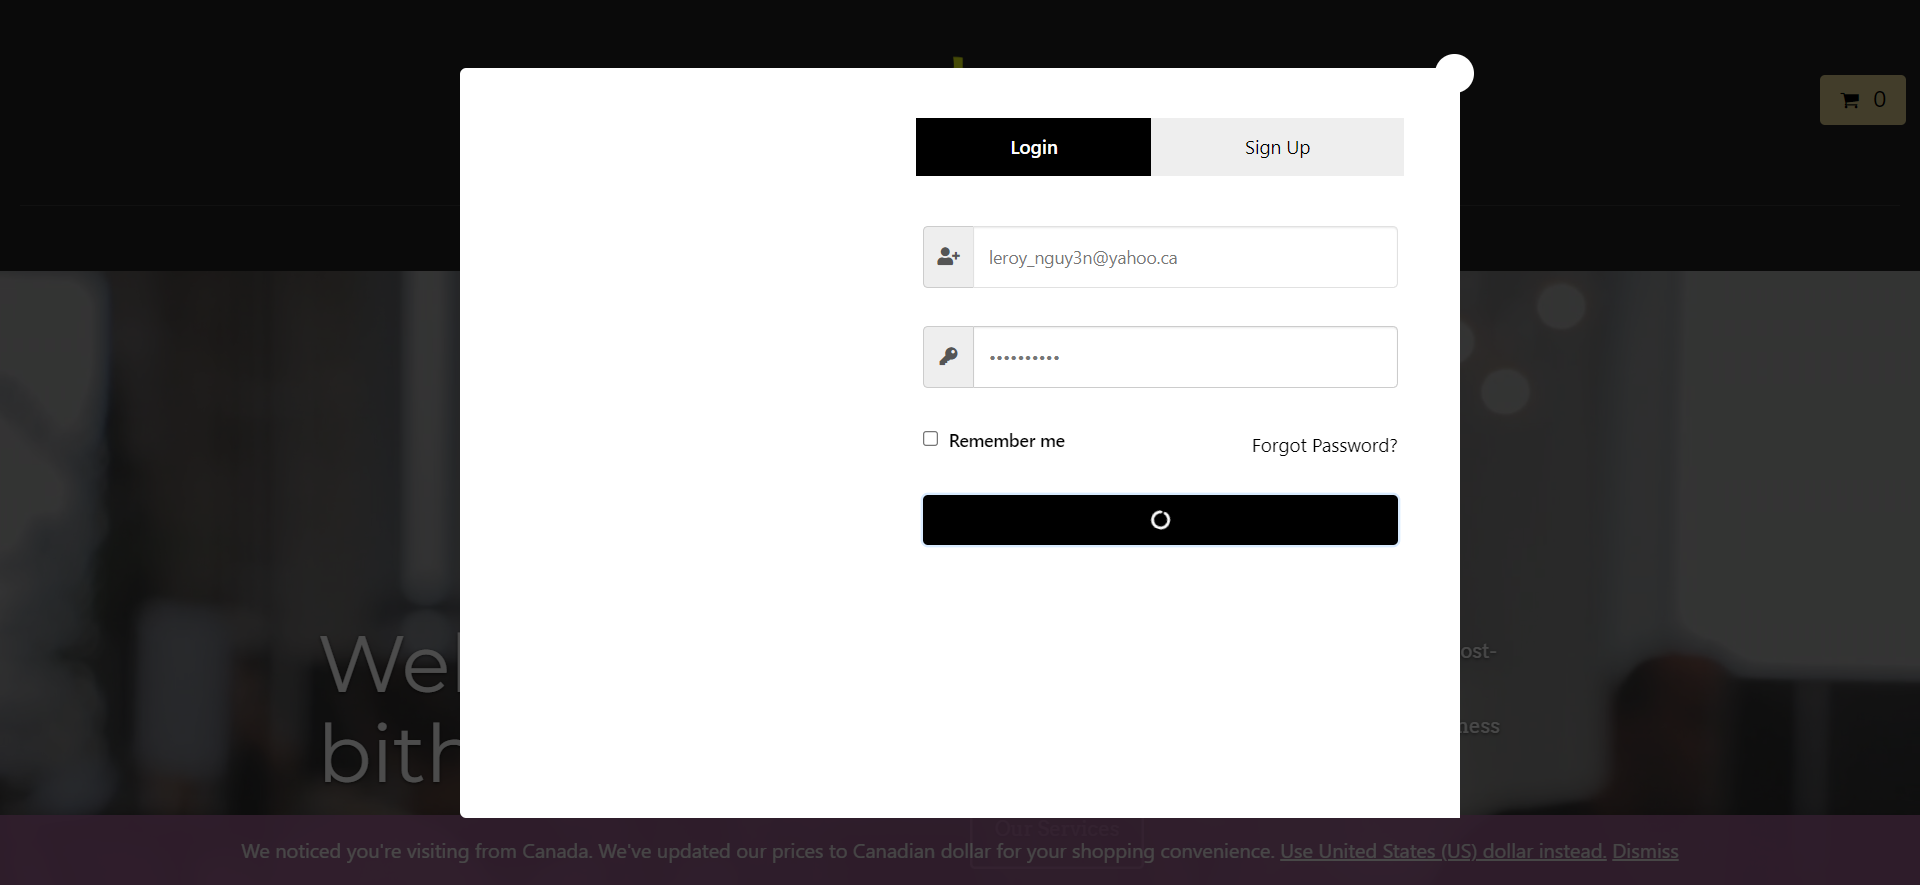 0
Login
Sign Up
leroy_nguy3n@yahoo.ca
••••••••••
Remember me
Forgot Password?
Wel
ost-
bith
ness
Our Services
We noticed you're visiting from Canada. We've updated our prices to Canadian dollar for your shopping convenience. Use United States (US) dollar instead. Dismiss